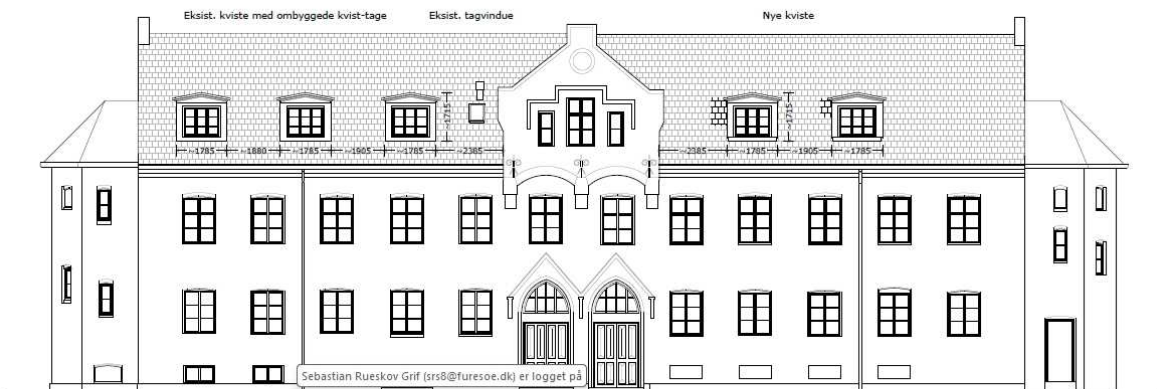 Eksist. kviste med ombyggede kvist-tage Eksist. tagvindue Nye kviste
~1715 ~1715
~1785 ~1880 ~1785 ~1905 ~1785 ~2385 ~2385 ~1785 ~1905 ~1785
Sebastian Rueskov Grif (srs8@furesoe.dk) er logget på